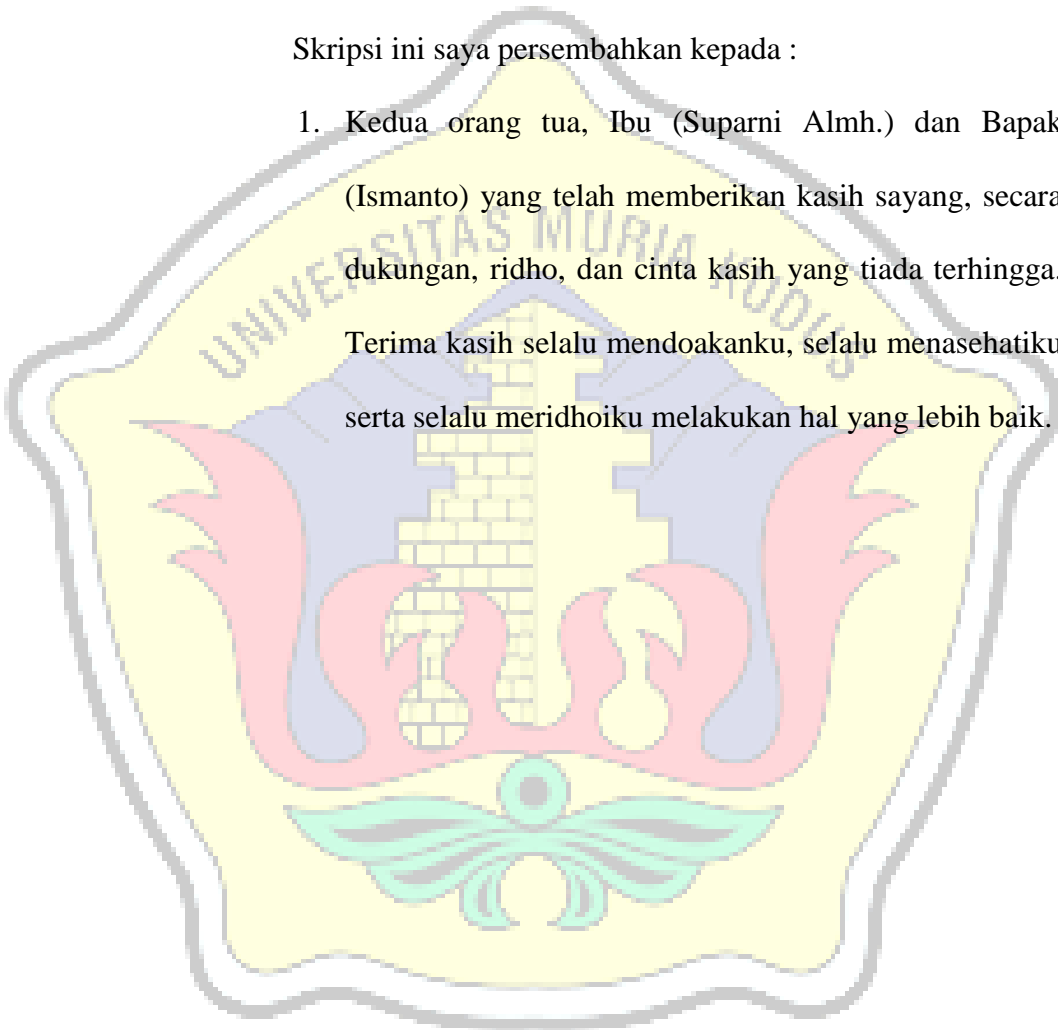 Skripsi ini saya persembahkan kepada :
1. Kedua orang tua, Ibu (Suparni Almh.) dan Bapak
(Ismanto) yang telah memberikan kasih sayang, secara
dukungan, ridho, dan cinta kasih yang tiada terhingga.
Terima kasih selalu mendoakanku, selalu menasehatiku
serta selalu meridhoiku melakukan hal yang lebih baik.
UNIVERSITAS MURIA KUDUS